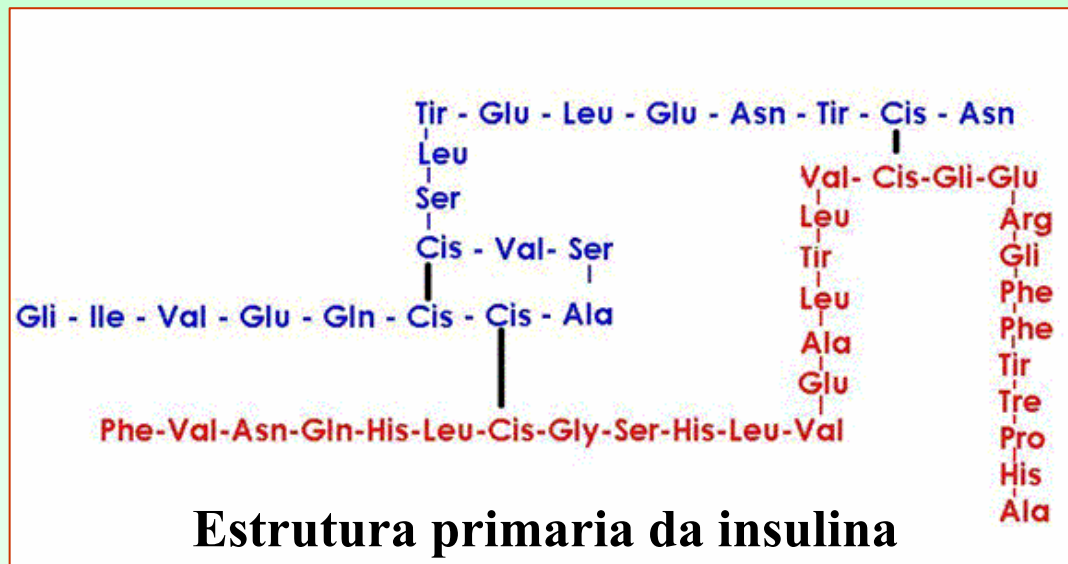 Tir - Glu - Leu - Glu - Asn - Tir - Cis - Asn
Leu
Ser
Cis - Val- Ser
Gli - Ile - Val - Glu - Gln - Cis - Cis - Ala
Val- Cis-Gli-Glu
Leu
Tir
Leu
Ala
Glu
Arg
Gli
Phe
Phe
Tir
Tre
Pro
His
Ala
Phe-Val-Asn-Gln-His-Leu-Cis-Gly-Ser-His-Leu-Val
Estrutura primaria da insulina